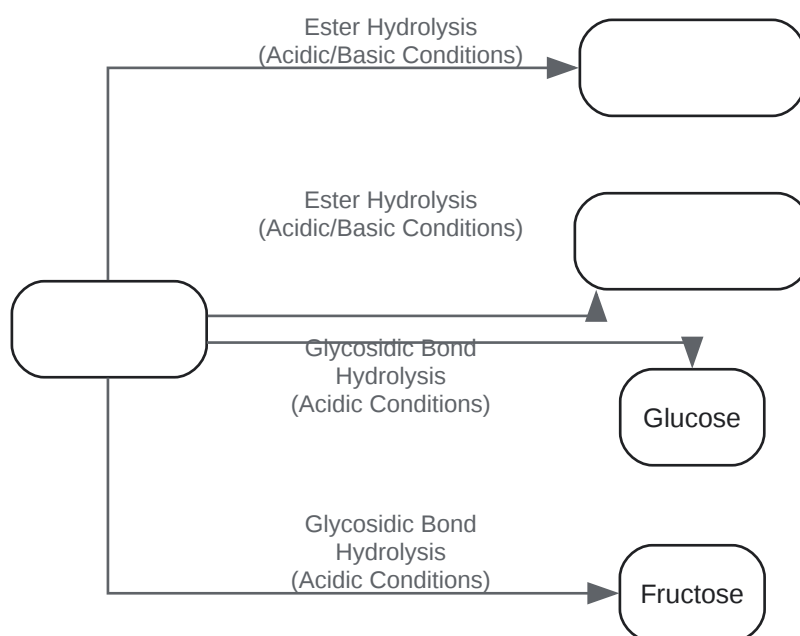 Ester Hydrolysis
(Acidic/Basic Conditions)
Ester Hydrolysis
(Acidic/Basic Conditions)
Glycosidic Bond
Hydrolysis
(Acidic Conditions)
Glucose
Glycosidic Bond
Hydrolysis
(Acidic Conditions)
Fructose